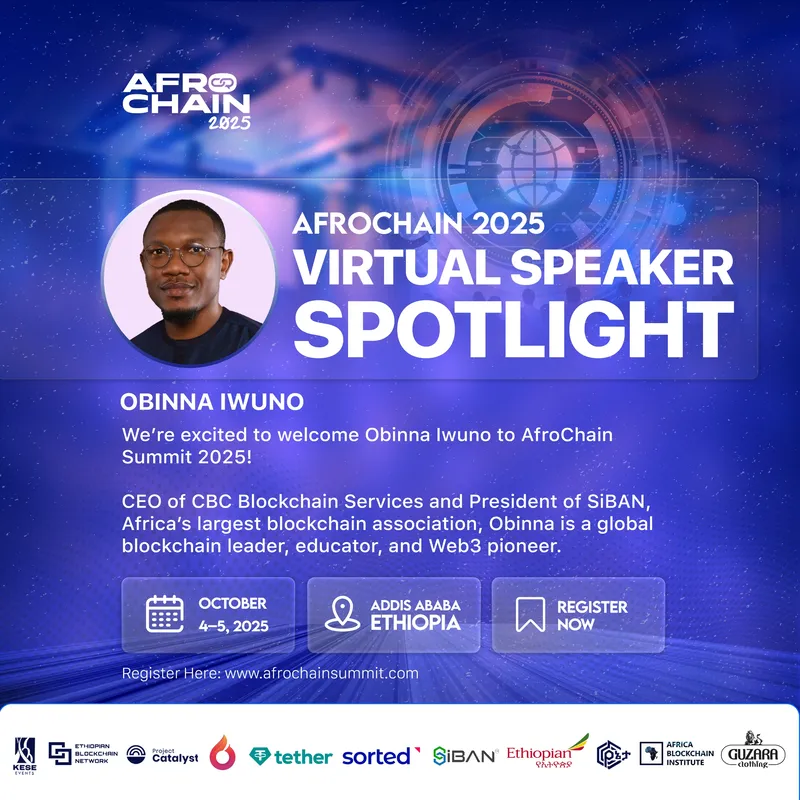 AFRO
CHAIN
2025
AFROCHAIN 2025
VIRTUAL SPEAKER
SPOTLIGHT
OBINNA IWUNO
We’re excited to welcome Obinna Iwuno to AfroChain
Summit 2025!
CEO of CBC Blockchain Services and President of SiBAN,
Africa’s largest blockchain association, Obinna is a global
blockchain leader, educator, and Web3 pioneer.
OCTOBER
4–5, 2025
ADDIS ABABA
ETHIOPIA
REGISTER
NOW
Register Here: www.afrochainsummit.com
KESE
EVENTS
ETHIOPIAN
BLOCKCHAIN
NETWORK
Project
Catalyst
tether
sorted
SiBAN
Ethiopian
የኢትዮጵያ
AFRICA
BLOCKCHAIN
INSTITUTE
GUZARA
clothing